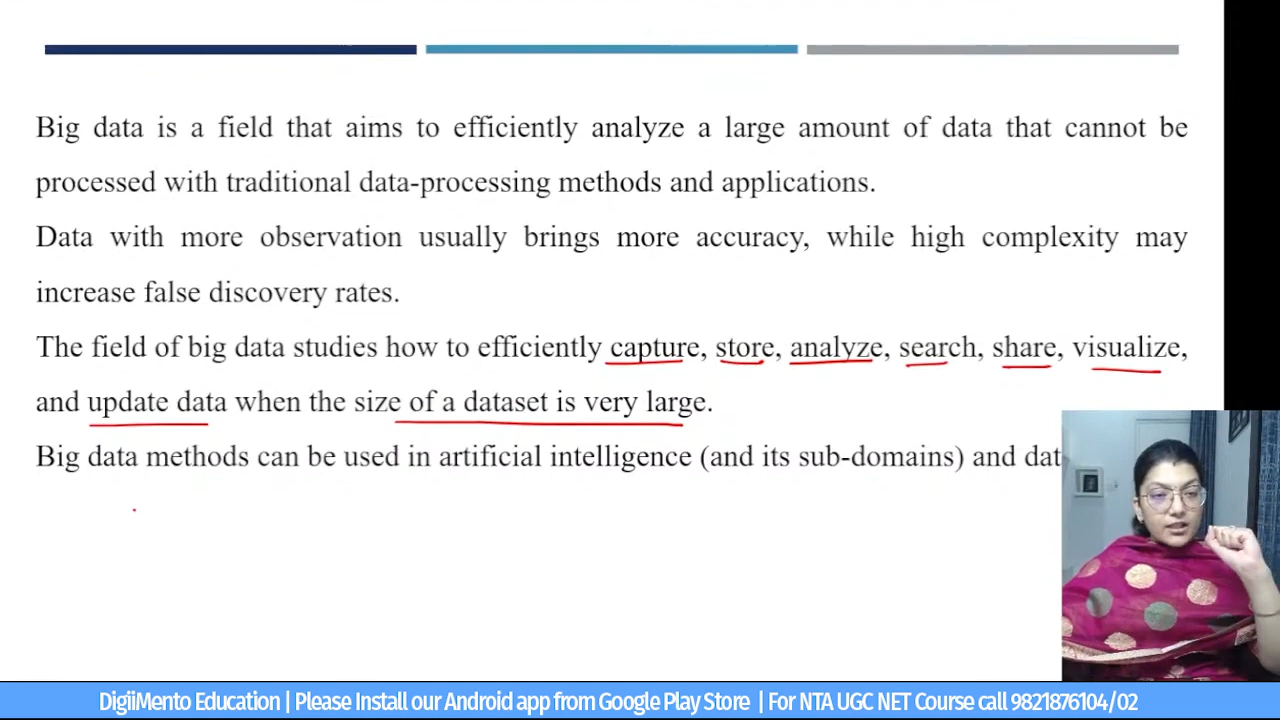 Big data is a field that aims to efficiently analyze a large amount of data that cannot be
processed with traditional data-processing methods and applications.
Data with more observation usually brings more accuracy, while high complexity may
increase false discovery rates.
The field of big data studies how to efficiently capture, store, analyze, search, share, visualize,
and update data when the size of a dataset is very large.
Big data methods can be used in artificial intelligence (and its sub-domains) and dat
DigiiMento Education | Please Install our Android app from Google Play Store | For NTA UGC NET Course call 9821876104/02